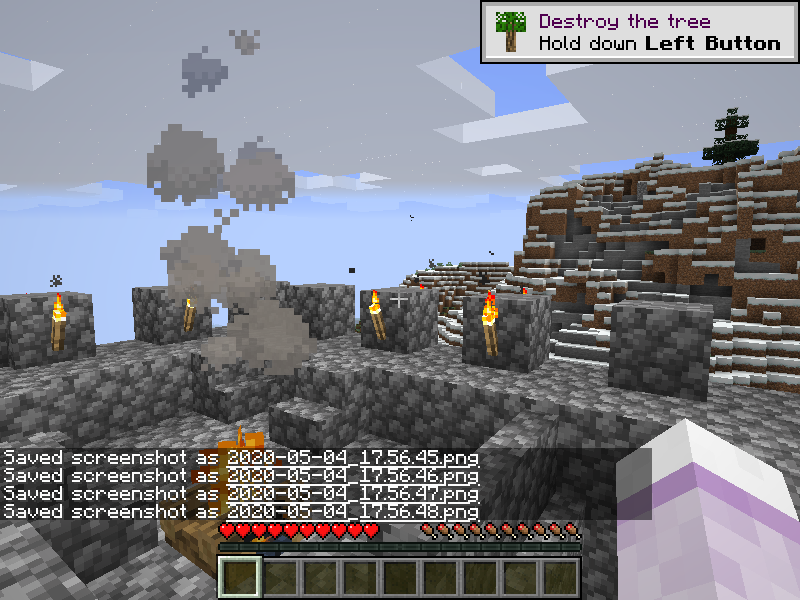 Destroy the tree
Hold down Left Button
Saved screenshot as 2020-05-04_17.56.45.png
Saved screenshot as 2020-05-04_17.56.46.png
Saved screenshot as 2020-05-04_17.56.47.png
Saved screenshot as 2020-05-04_17.56.48.png